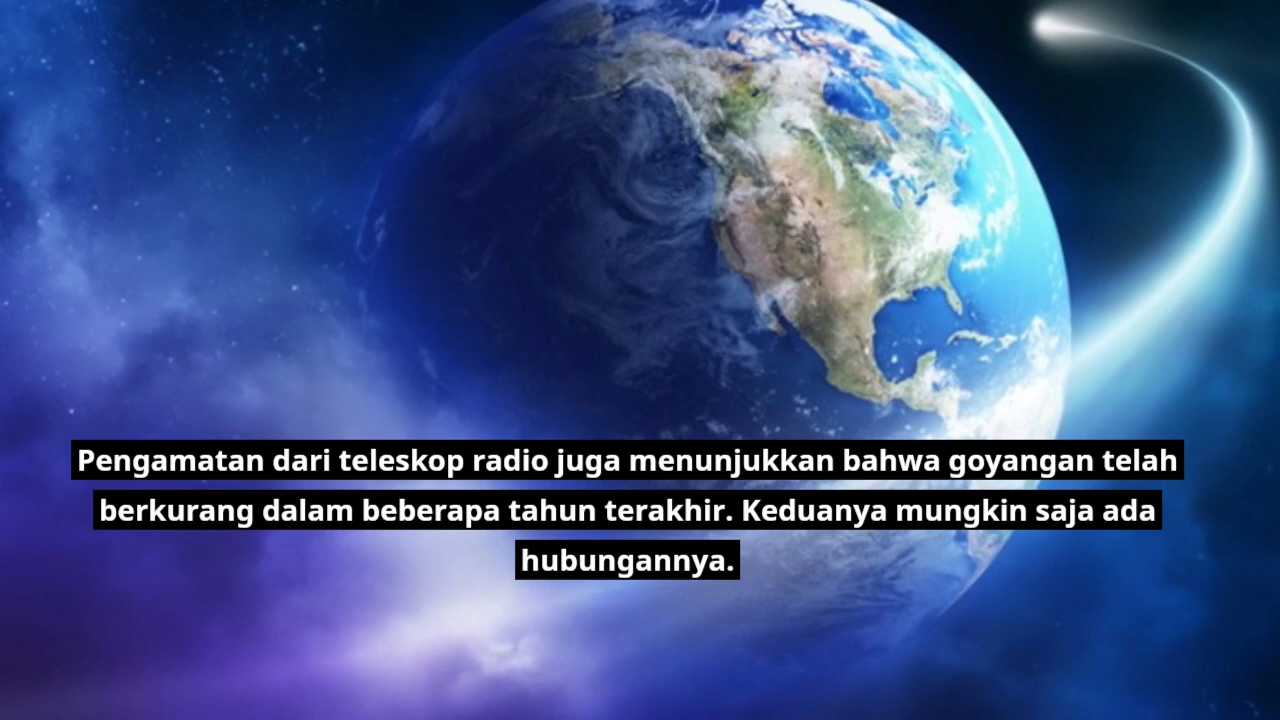 Pengamatan dari teleskop radio juga menunjukkan bahwa goyangan telah
berkurang dalam beberapa tahun terakhir. Keduanya mungkin saja ada
hubungannya.